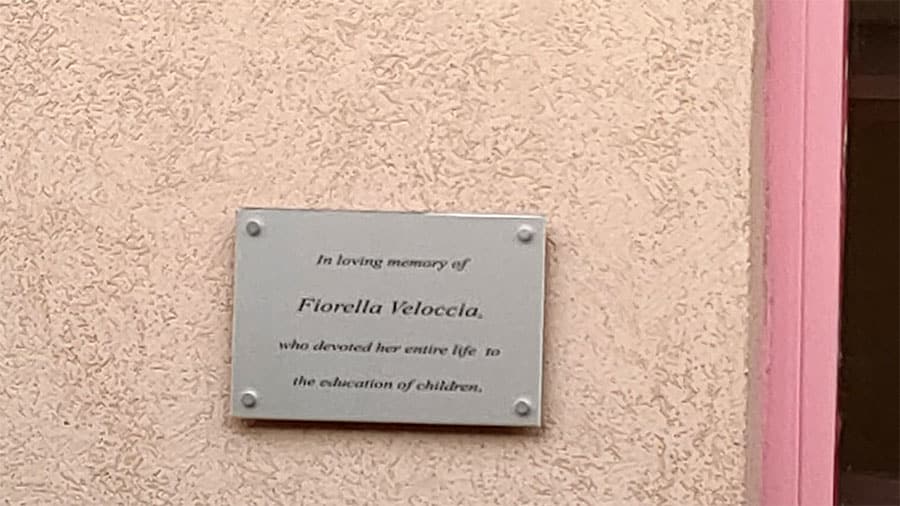 In loving memory of
Fiorella Veloccia,
who devoted her entire life to
the education of children.